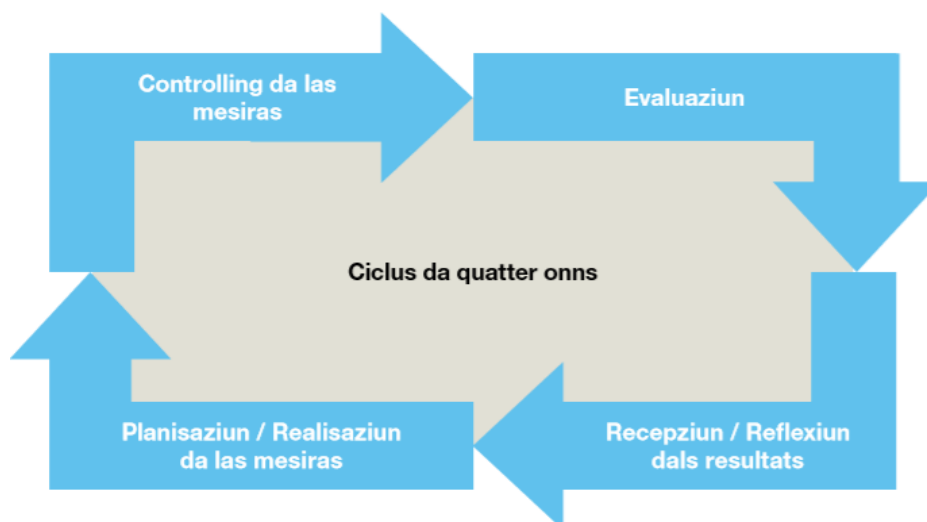 Controlling da las
mesiras
Evaluaziun
Ciclus da quatter onns
Planisaziun / Realisaziun
da las mesiras
Recepziun / Reflexiun
dals resultats